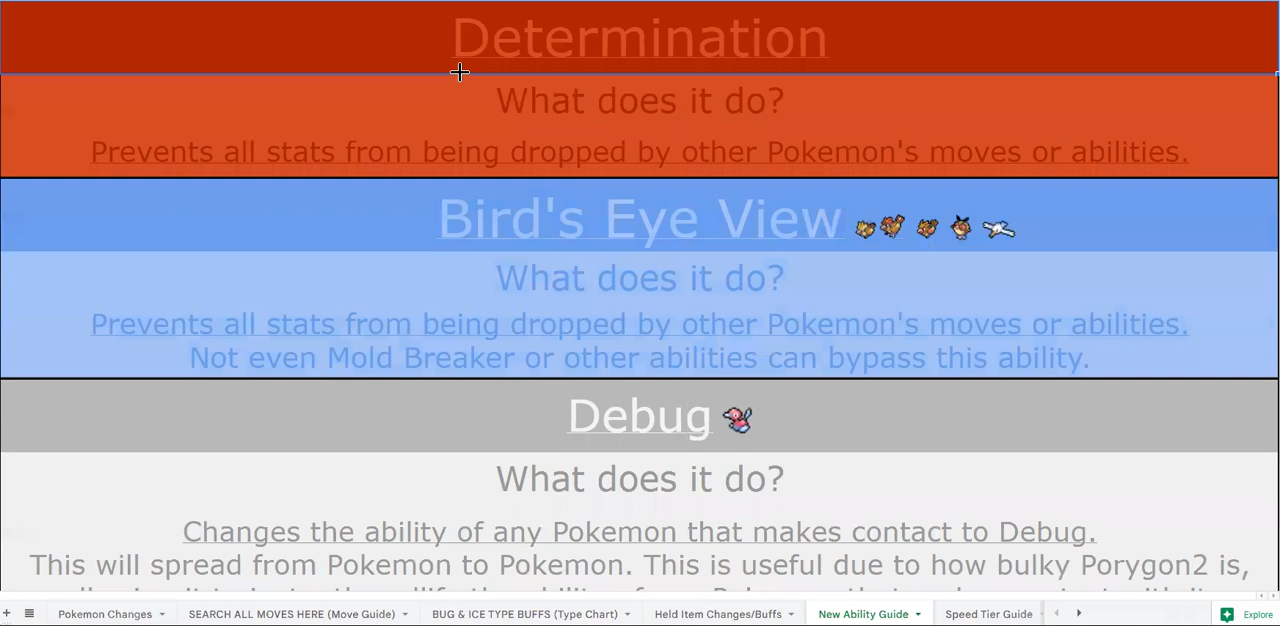 Determination
What does it do?
Prevents all stats from being dropped by other Pokemon's moves or abilities.
Bird's Eye View
What does it do?
Prevents all stats from being dropped by other Pokemon's moves or abilities.
Not even Mold Breaker or other abilities can bypass this ability.
Debug
What does it do?
Changes the ability of any Pokemon that makes contact to Debug.
This will spread from Pokemon to Pokemon. This is useful due to how bulky Porygon2 is,
Pokemon Changes SEARCH ALL MOVES HERE (Move Guide) BUG & ICE TYPE BUFFS (Type Chart) Held Item Changes/Buffs New Ability Guide Speed Tier Guide Explore